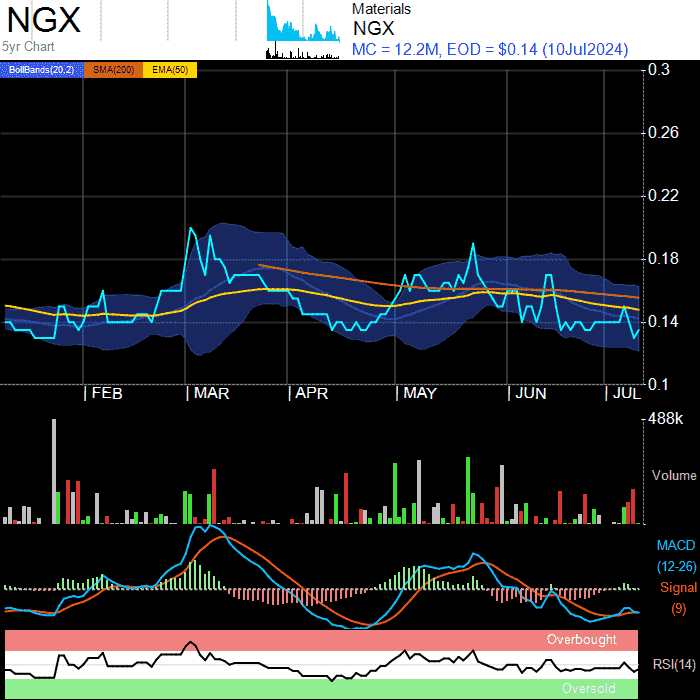 NGX
5yr Chart
Materials
NGX
MC = 12.2M, EOD = $0.14 (10Jul2024)
BollBands(20,2) SMA(200) EMA(50)
0.3
0.26
0.22
0.18
0.14
0.1
| FEB | MAR | APR | MAY | JUN | JUL
488k
Volume
MACD
(12-26)
Signal
(9)
Overbought
RSI(14)
Oversold